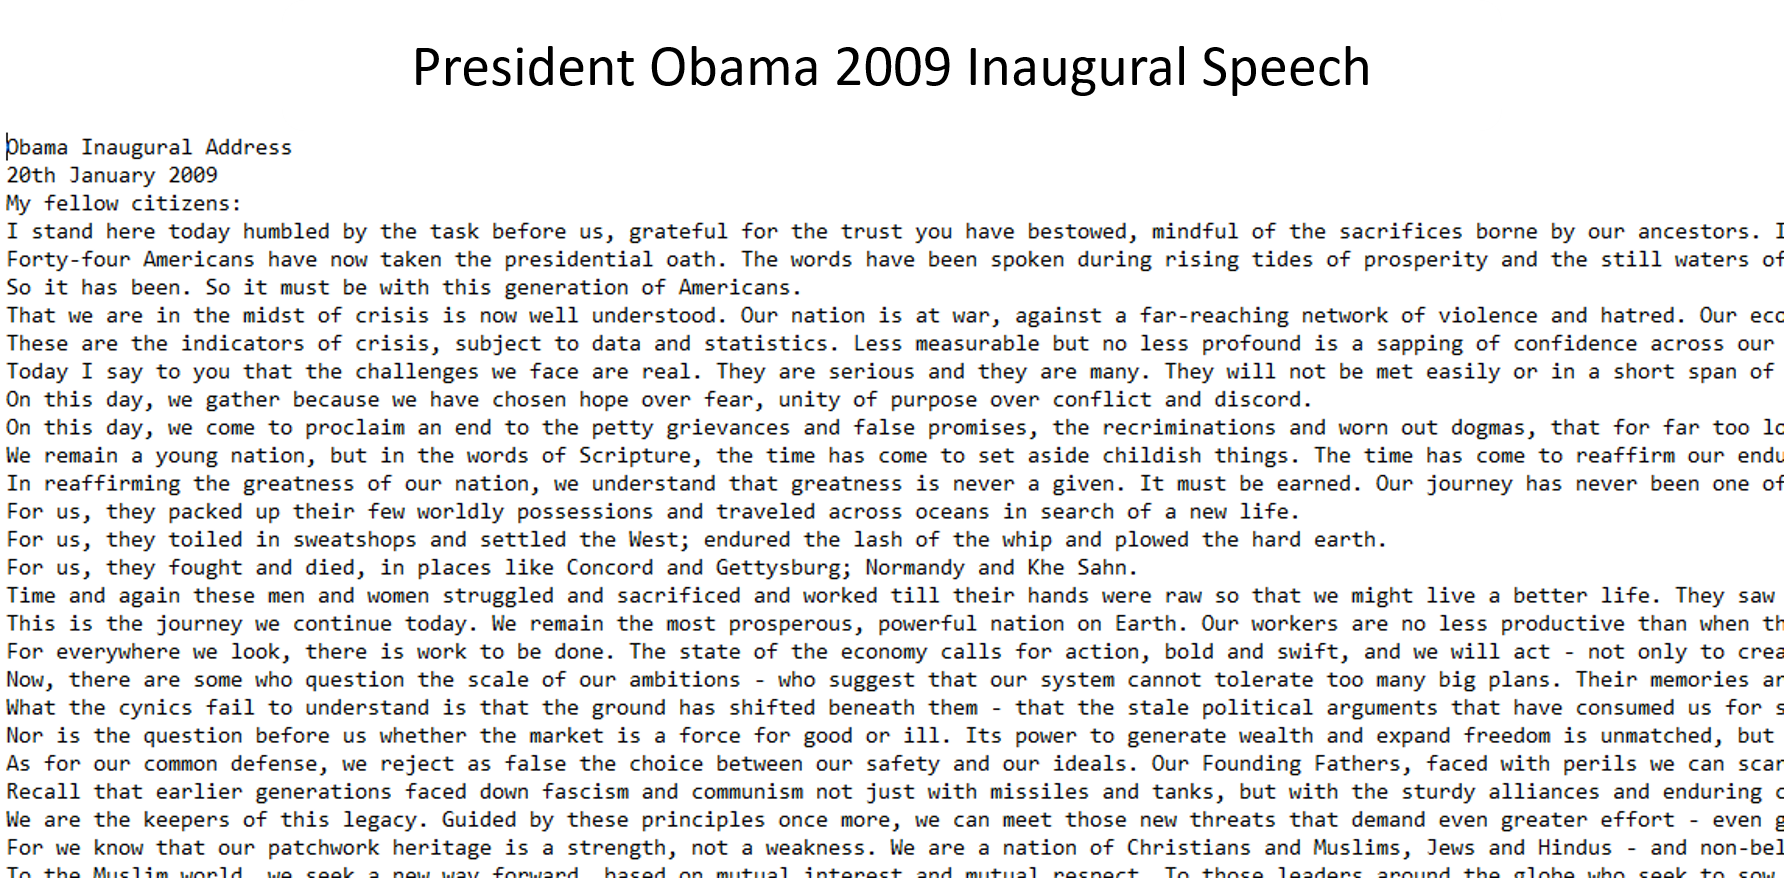 President Obama 2009 Inaugural Speech
Obama Inaugural Address
20th January 2009
My fellow citizens:
I stand here today humbled by the task before us, grateful for the trust you have bestowed, mindful of the sacrifices borne by our ancestors. I
Forty-four Americans have now taken the presidential oath. The words have been spoken during rising tides of prosperity and the still waters of
So it has been. So it must be with this generation of Americans.
That we are in the midst of crisis is now well understood. Our nation is at war, against a far-reaching network of violence and hatred. Our
These are the indicators of crisis, subject to data and statistics. Less measurable but no less profound is a sapping of confidence across our
Today I say to you that the challenges we face are real. They are serious and they are many. They will not be met easily or in a short span of
On this day, we gather because we have chosen hope over fear, unity of purpose over conflict and discord.
On this day, we come to proclaim an end to the petty grievances and false promises, the recriminations and worn out dogmas, that for far too
We remain a young nation, but in the words of Scripture, the time has come to set aside childish things. The time has come to reaffirm our
In reaffirming the greatness of our nation, we understand that greatness is never a given. It must be earned. Our journey has never been one of
For us, they packed up their few worldly possessions and traveled across oceans in search of a new life.
For us, they toiled in sweatshops and settled the West; endured the lash of the whip and plowed the hard earth.
For us, they fought and died, in places like Concord and Gettysburg; Normandy and Khe Sahn.
Time and again these men and women struggled and sacrificed and worked till their hands were raw so that we might live a better life. They saw
This is the journey we continue today. We remain the most prosperous, powerful nation on Earth. Our workers are no less productive than when
For everywhere we look, there is work to be done. The state of the economy calls for action, bold and swift, and we will act - not only to
Now, there are some who question the scale of our ambitions - who suggest that our system cannot tolerate too many big plans. Their memories
What the cynics fail to understand is that the ground has shifted beneath them - that the stale political arguments that have consumed us for
Nor is the question before us whether the market is a force for good or ill. Its power to generate wealth and expand freedom is unmatched, but
As for our common defense, we reject as false the choice between our safety and our ideals. Our Founding Fathers, faced with perils we can
Recall that earlier generations faced down fascism and communism not just with missiles and tanks, but with the sturdy alliances and enduring
We are the keepers of this legacy. Guided by these principles once more, we can meet those new threats that demand even greater effort - even
For we know that our patchwork heritage is a strength, not a weakness. We are a nation of Christians and Muslims, Jews and Hindus - and
To the Muslim world, we seek a new way forward, based on mutual interest and mutual respect. To those leaders around the globe who seek to sow